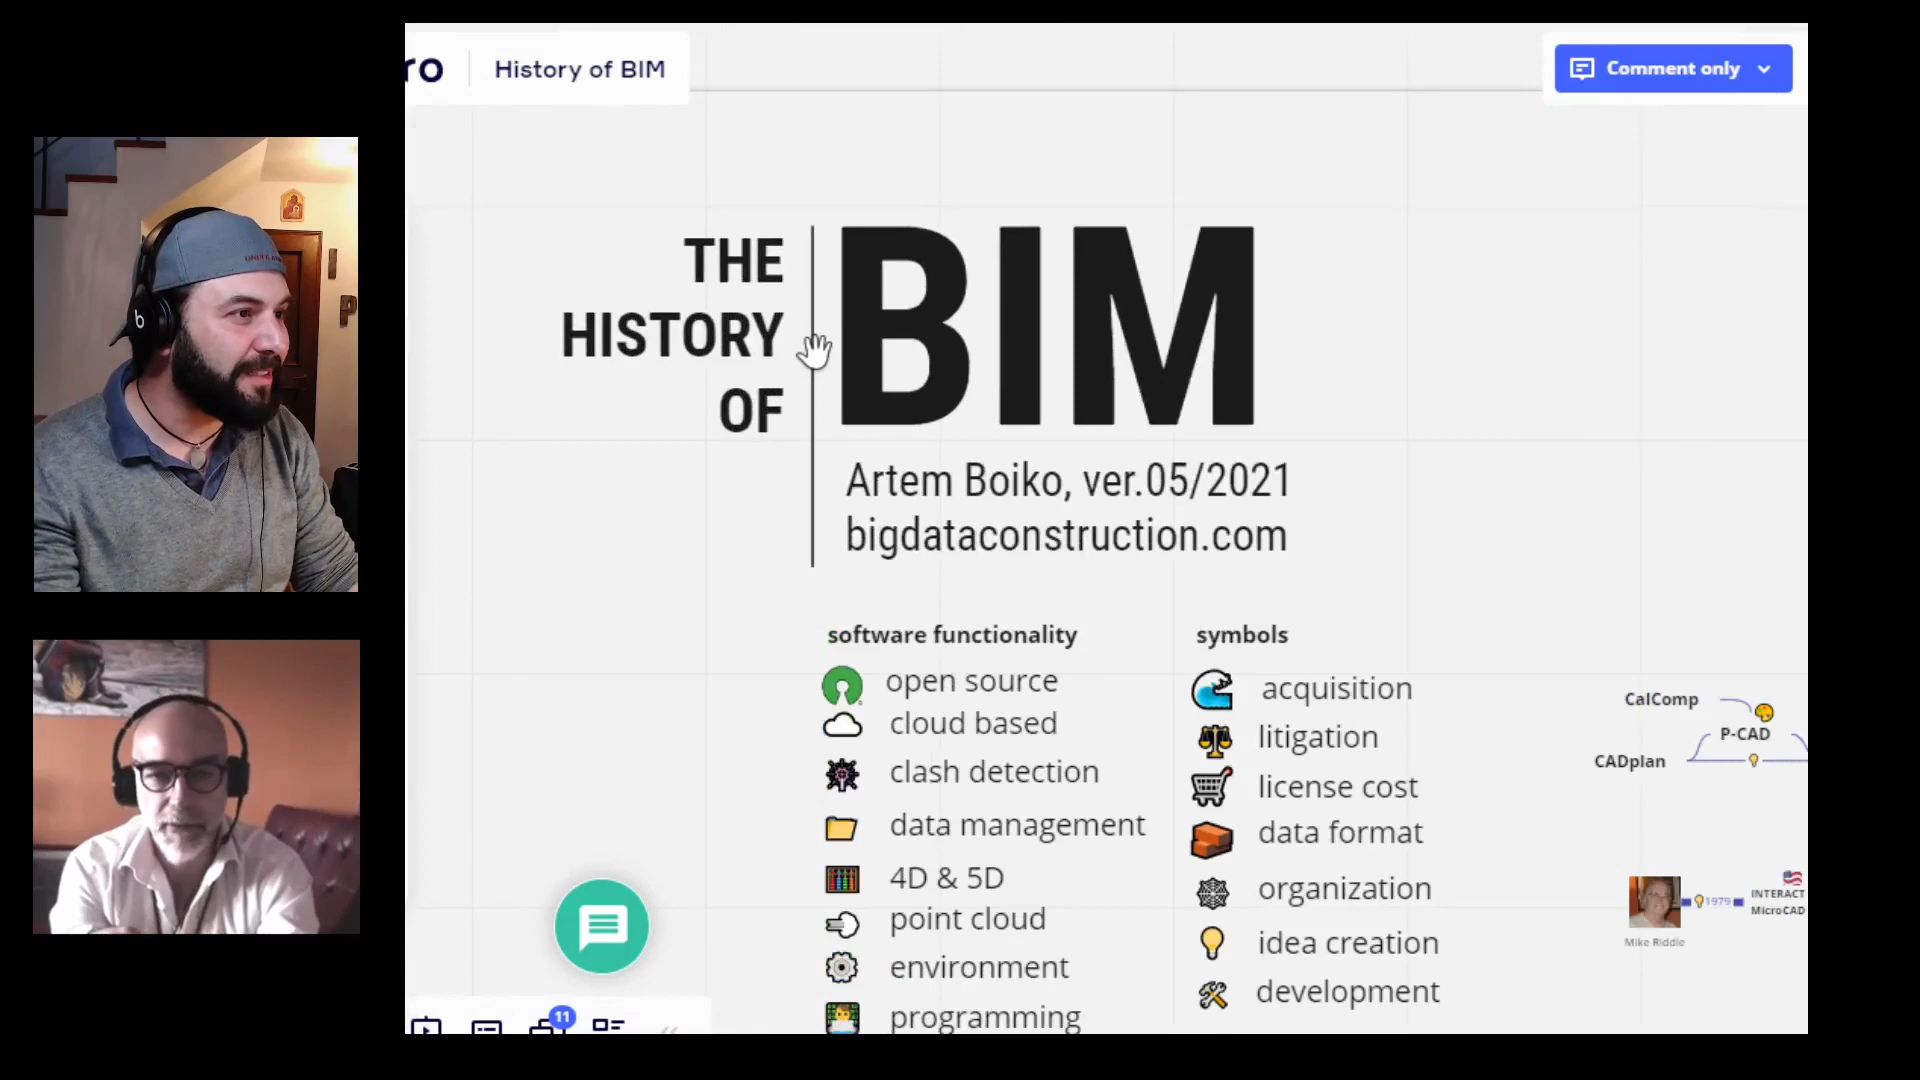 ro
History of BIM
Comment only
THE
HISTORY
OF
BIM
Artem Boiko, ver.05/2021
bigdataconstruction.com
software functionality
open source
cloud based
clash detection
data management
4D & 5D
point cloud
environment
programming
symbols
acquisition
litigation
license cost
data format
organization
idea creation
development
CalComp
P-CAD
CADplan
1979
INTERACT
MicroCAD
Mike Riddle
11
b
P